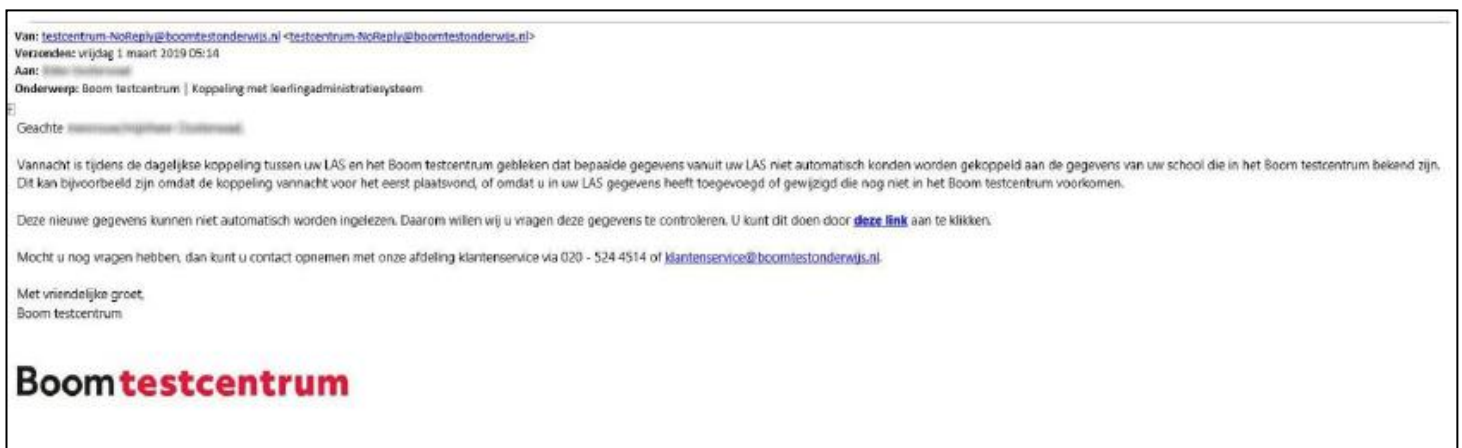 Van: testcentrum-NoReply@boomtestonderwijs.nl <testcentrum-NoReply@boomtestonderwijs.nl>
Verzonden: vrijdag 1 maart 2019 05:14
Aan:
Onderwerp: Boom testcentrum | Koppeling met leerlingadministratiesysteem
Geachte
Vannacht is tijdens de dagelijkse koppeling tussen uw LAS en het Boom testcentrum gebleken dat bepaalde gegevens vanuit uw LAS niet automatisch konden worden gekoppeld aan de gegevens van uw school die in het Boom testcentrum bekend zijn.
Dit kan bijvoorbeeld zijn omdat de koppeling vannacht voor het eerst plaatsvond, of omdat u in uw LAS gegevens heeft toegevoegd of gewijzigd die nog niet in het Boom testcentrum voorkomen.
Deze nieuwe gegevens kunnen niet automatisch worden ingelezen. Daarom willen wij u vragen deze gegevens te controleren. U kunt dit doen door deze link aan te klikken.
Mocht u nog vragen hebben, dan kunt u contact opnemen met onze afdeling klantenservice via 020 - 524 4514 of klantenservice@boomtestonderwijs.nl.
Met vriendelijke groet,
Boom testcentrum
Boom testcentrum